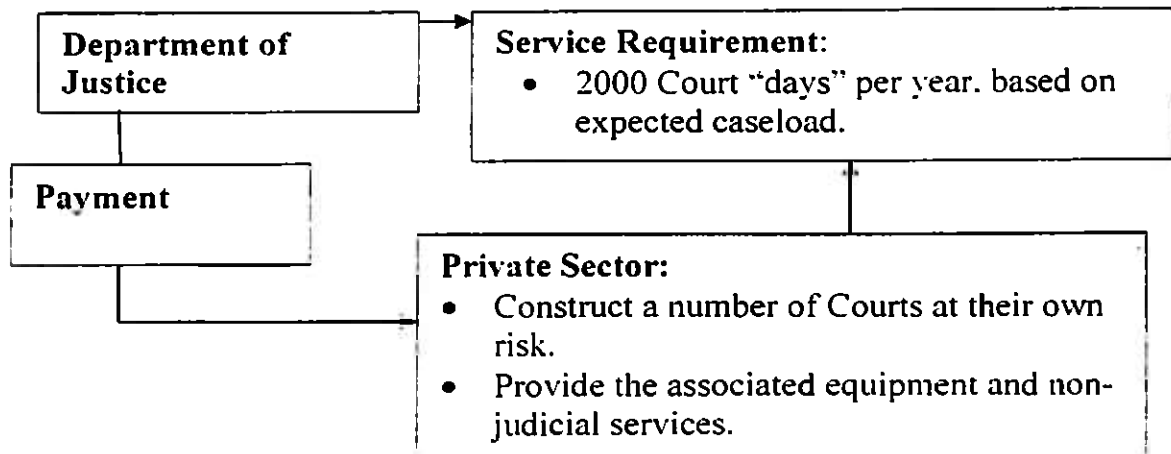 Department of
Justice
Service Requirement:
• 2000 Court "days" per year. based on
expected caseload.
Payment
Private Sector:
• Construct a number of Courts at their own
risk.
• Provide the associated equipment and non-
judicial services.